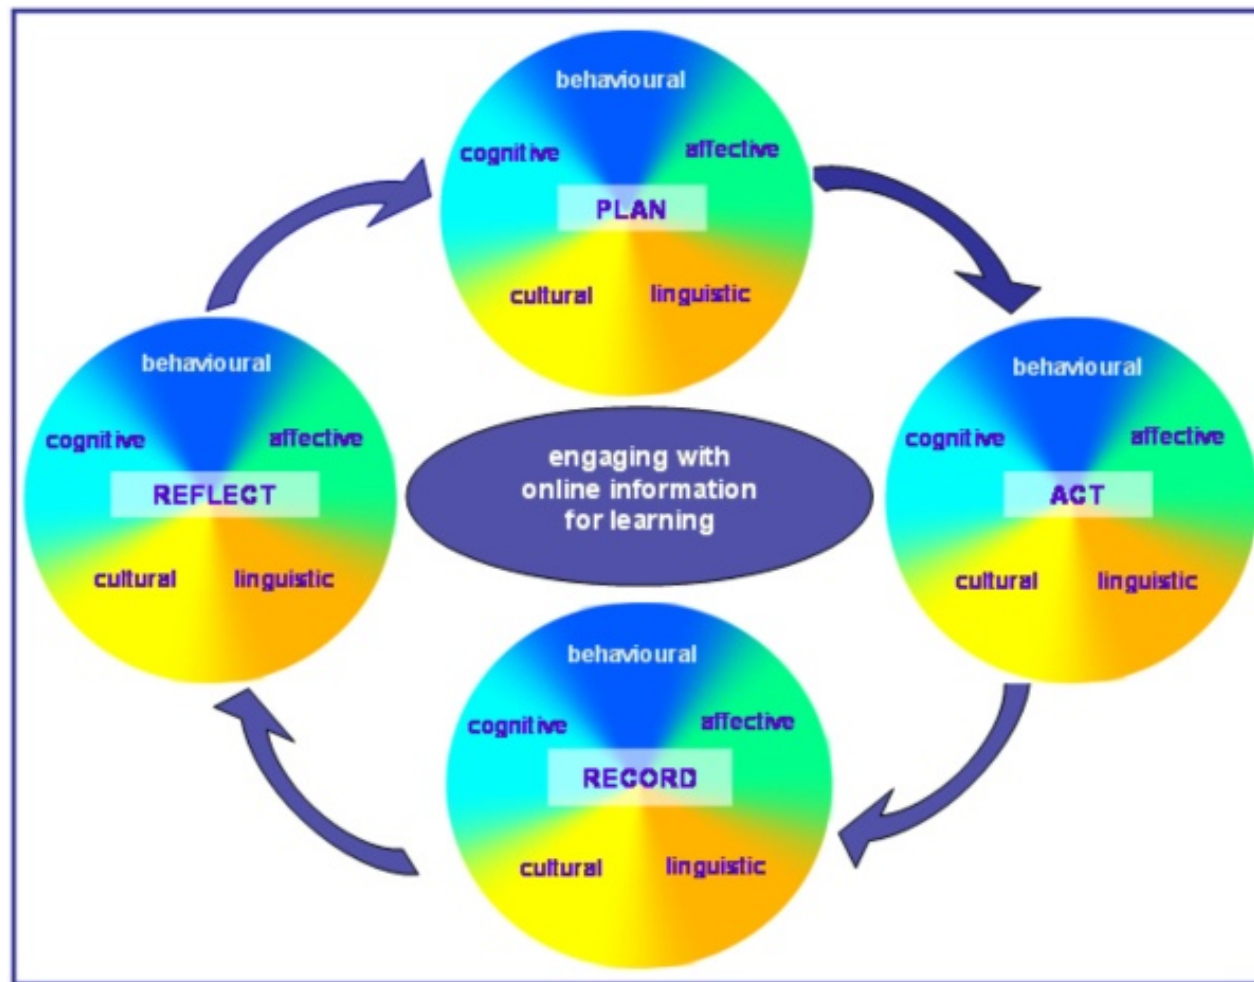 behavioural
cognitive
affective
PLAN
cultural
linguistic
behavioural
cognitive
affective
REFLECT
cultural
linguistic
engaging with
online information
for learning
behavioural
cognitive
affective
ACT
cultural
linguistic
behavioural
cognitive
affective
RECORD
cultural
linguistic